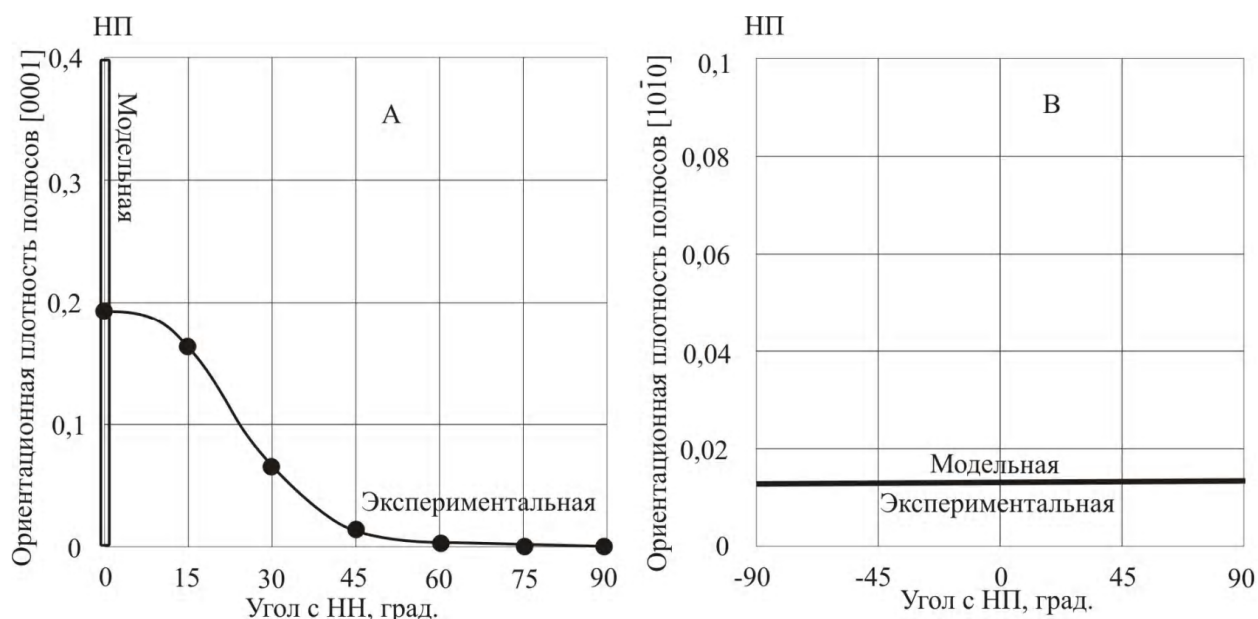 НП
Ориентационная плотность полюсов [0001]
0,4
0,3
0,2
0,1
0
Модельная
А
Экспериментальная
0 15 30 45 60 75 90
Угол с НН, град.
НП
Ориентационная плотность полюсов [101̄0]
0,1
0,08
0,06
0,04
0,02
0
В
Модельная
Экспериментальная
-90 -45 0 45 90
Угол с НП, град.